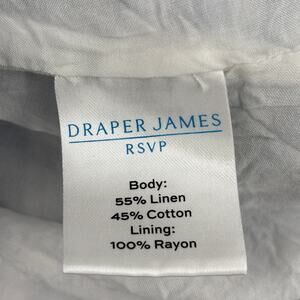 DRAPER JAMES
RSVP
Body:
55% Linen
45% Cotton
Lining:
100% Rayon